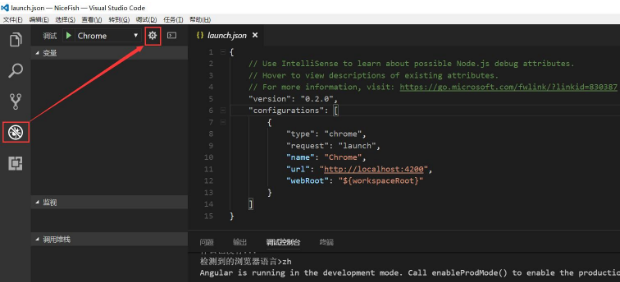 launch.json — NiceFish — Visual Studio Code
文件(F) 编辑(E) 选择(S) 查看(V) 转到(G) 调试(D) 任务(T) 帮助(H)
调试 Chrome
变量
监视
调用堆栈
{} launch.json ×
1 {
2 // Use IntelliSense to learn about possible Node.js debug attributes.
3 // Hover to view descriptions of existing attributes.
4 // For more information, visit: https://go.microsoft.com/fwlink/?linkid=830387
5 "version": "0.2.0",
6 "configurations": [
7 {
8 "type": "chrome",
9 "request": "launch",
10 "name": "Chrome",
11 "url": "http://localhost:4200",
12 "webRoot": "${workspaceRoot}"
13 }
14 ]
15 }
问题 输出 调试控制台 终端
检测到的浏览器语言>zh
Angular is running in the development mode. Call enableProdMode() to enable the production